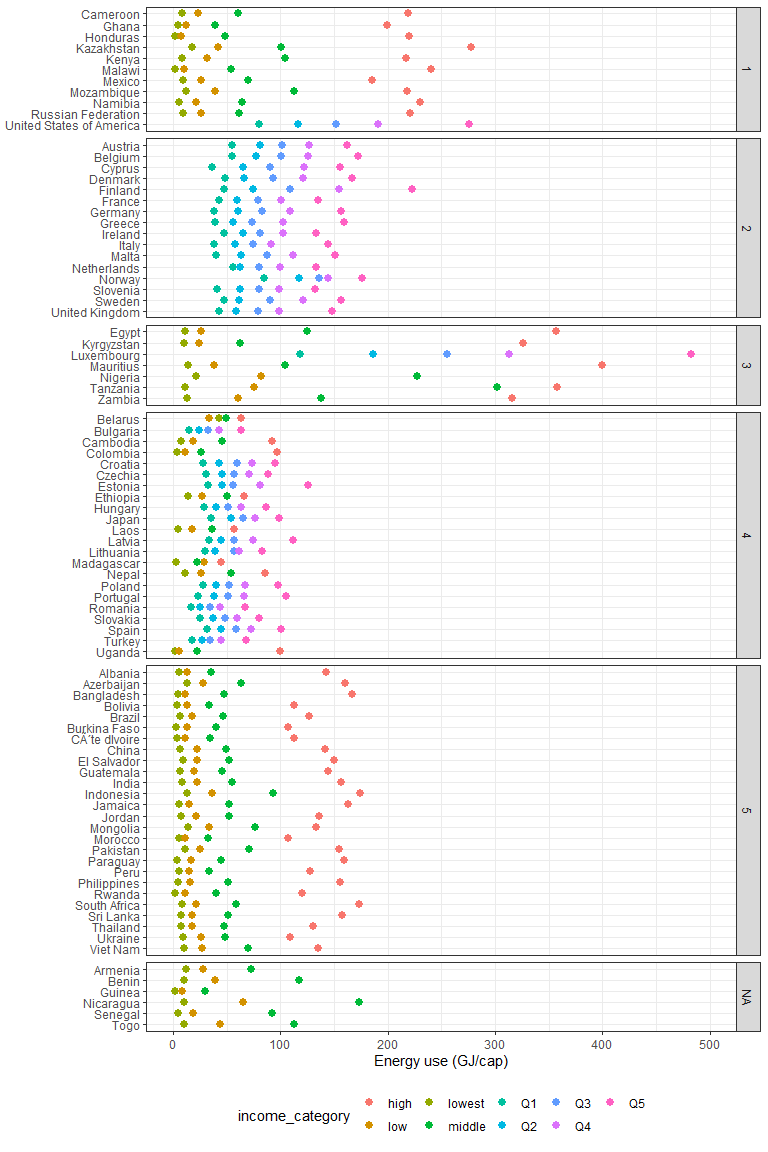 Cameroon
Ghana
Honduras
Kazakhstan
Kenya
Malawi
Mexico
Mozambique
Namibia
Russian Federation
United States of America
1
Austria
Belgium
Cyprus
Denmark
Finland
France
Germany
Greece
Ireland
Italy
Malta
Netherlands
Norway
Slovenia
Sweden
United Kingdom
2
Egypt
Kyrgyzstan
Luxembourg
Mauritius
Nigeria
Tanzania
Zambia
3
Belarus
Bulgaria
Cambodia
Colombia
Croatia
Czechia
Estonia
Ethiopia
Hungary
Japan
Laos
Latvia
Lithuania
Madagascar
Nepal
Poland
Portugal
Romania
Slovakia
Spain
Turkey
Uganda
4
Albania
Azerbaijan
Bangladesh
Bolivia
Brazil
Burkina Faso
CÃ´te dIvoire
China
El Salvador
Guatemala
India
Indonesia
Jamaica
Jordan
Mongolia
Morocco
Pakistan
Paraguay
Peru
Philippines
Rwanda
South Africa
Sri Lanka
Thailand
Ukraine
Viet Nam
5
Armenia
Benin
Guinea
Nicaragua
Senegal
Togo
NA
0 100 200 300 400 500
Energy use (GJ/cap)
income_category
high lowest Q1 Q3 Q5
low middle Q2 Q4